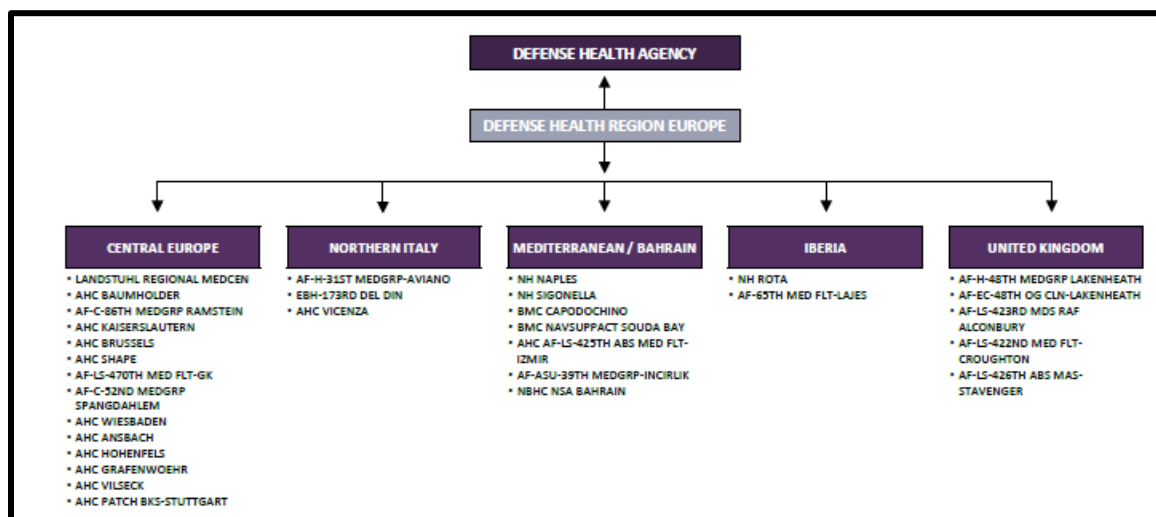 DEFENSE HEALTH AGENCY
DEFENSE HEALTH REGION EUROPE
CENTRAL EUROPE
• LANDSTUHL REGIONAL MEDCEN
• AHC BAUMHOLDER
• AF-C-86TH MEDGRP RAMSTEIN
• AHC KAISERSLAUTERN
• AHC BRUSSELS
• AHC SHAPE
• AF-LS-470TH MED FLT-GK
• AF-C-52ND MEDGRP
SPANGDAHLEM
• AHC WIESBADEN
• AHC ANSBACH
• AHC HOHENFELS
• AHC GRAFENWOEHR
• AHC VILSECK
• AHC PATCH BKS-STUTTGART
NORTHERN ITALY
• AF-H-31ST MEDGRP-AVIANO
• EBH-173RD DEL DIN
• AHC VICENZA
MEDITERRANEAN / BAHRAIN
• NH NAPLES
• NH SIGONELLA
• BMC CAPODOCHINO
• BMC NAVSUPPACT SOUDA BAY
• AHC AF-LS-425TH ABS MED FLT-
IZMIR
• AF-ASU-39TH MEDGRP-INCIRLIK
• NBHC NSA BAHRAIN
IBERIA
• NH ROTA
• AF-65TH MED FLT-LAJES
UNITED KINGDOM
• AF-H-48TH MEDGRP LAKENHEATH
• AF-EC-48TH OG CLN-LAKENHEATH
• AF-LS-423RD MDS RAF
ALCONBURY
• AF-LS-422ND MED FLT-
CROUGHTON
• AF-LS-426TH ABS MAS-
STAVENGER